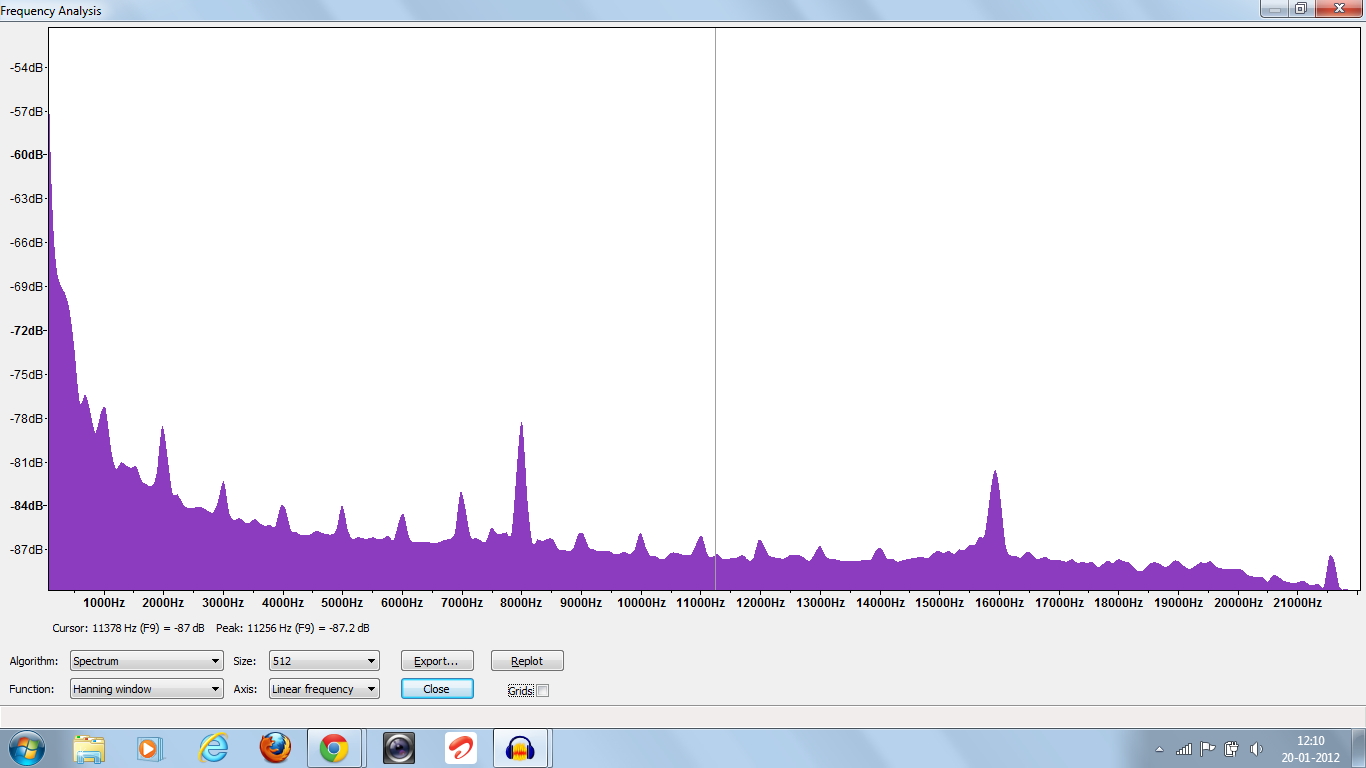 Frequency Analysis
-54dB
-57dB
-60dB
-63dB
-66dB
-69dB
-72dB
-75dB
-78dB
-81dB
-84dB
-87dB
1000Hz 2000Hz 3000Hz 4000Hz 5000Hz 6000Hz 7000Hz 8000Hz 9000Hz 10000Hz 11000Hz 12000Hz 13000Hz 14000Hz 15000Hz 16000Hz 17000Hz 18000Hz 19000Hz 20000Hz 21000Hz
Cursor: 11378 Hz (F9) = -87 dB Peak: 11256 Hz (F9) = -87.2 dB
Algorithm: Spectrum Size: 512 Export... Replot
Function: Hanning window Axis: Linear frequency Close Grids
12:10
20-01-2012